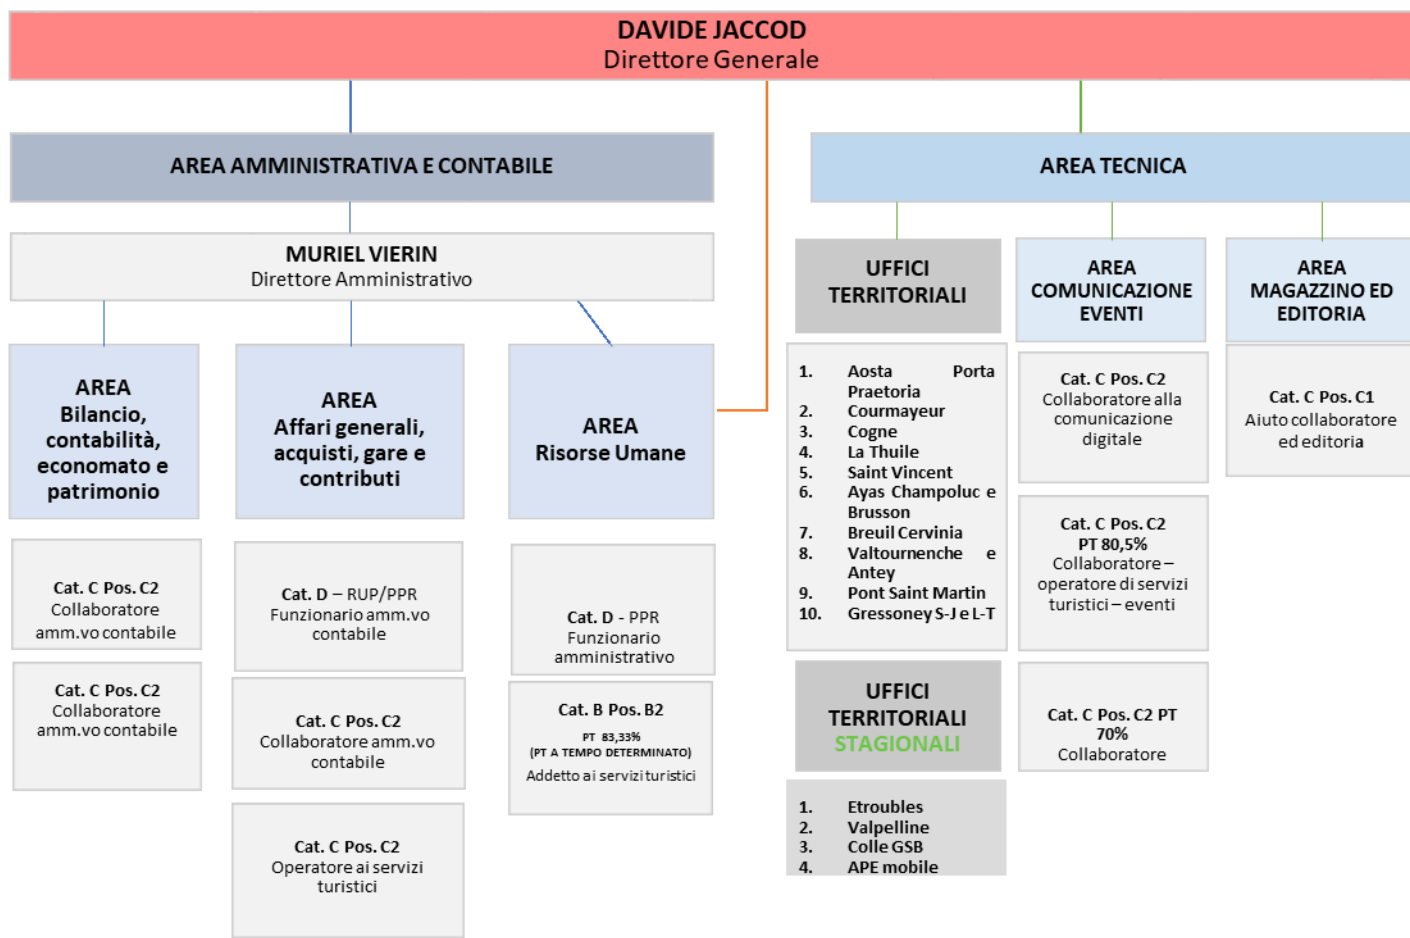 DAVIDE JACCOD
Direttore Generale
AREA AMMINISTRATIVA E CONTABILE
MURIEL VIERIN
Direttore Amministrativo
AREA
Bilancio,
contabilità,
economato e
patrimonio
Cat. C Pos. C2
Collaboratore
amm.vo contabile
Cat. C Pos. C2
Collaboratore
amm.vo contabile
AREA
Affari generali,
acquisti, gare e
contributi
Cat. D – RUP/PPR
Funzionario amm.vo
contabile
Cat. C Pos. C2
Collaboratore amm.vo
contabile
Cat. C Pos. C2
Operatore ai servizi
turistici
AREA
Risorse Umane
Cat. D - PPR
Funzionario
amministrativo
Cat. B Pos. B2
PT 83,33%
(PT A TEMPO DETERMINATO)
Addetto ai servizi turistici
AREA TECNICA
UFFICI
TERRITORIALI
1. Aosta Porta
Praetoria
2. Courmayeur
3. Cogne
4. La Thuile
5. Saint Vincent
6. Ayas Champoluc e
Brusson
7. Breuil Cervinia
8. Valtournenche e
Antey
9. Pont Saint Martin
10. Gressoney S-J e L-T
UFFICI
TERRITORIALI
STAGIONALI
1. Etroubles
2. Valpelline
3. Colle GSB
4. APE mobile
AREA
COMUNICAZIONE
EVENTI
Cat. C Pos. C2
Collaboratore alla
comunicazione
digitale
Cat. C Pos. C2
PT 80,5%
Collaboratore –
operatore di servizi
turistici – eventi
Cat. C Pos. C2 PT
70%
Collaboratore
AREA
MAGAZZINO ED
EDITORIA
Cat. C Pos. C1
Aiuto collaboratore
ed editoria